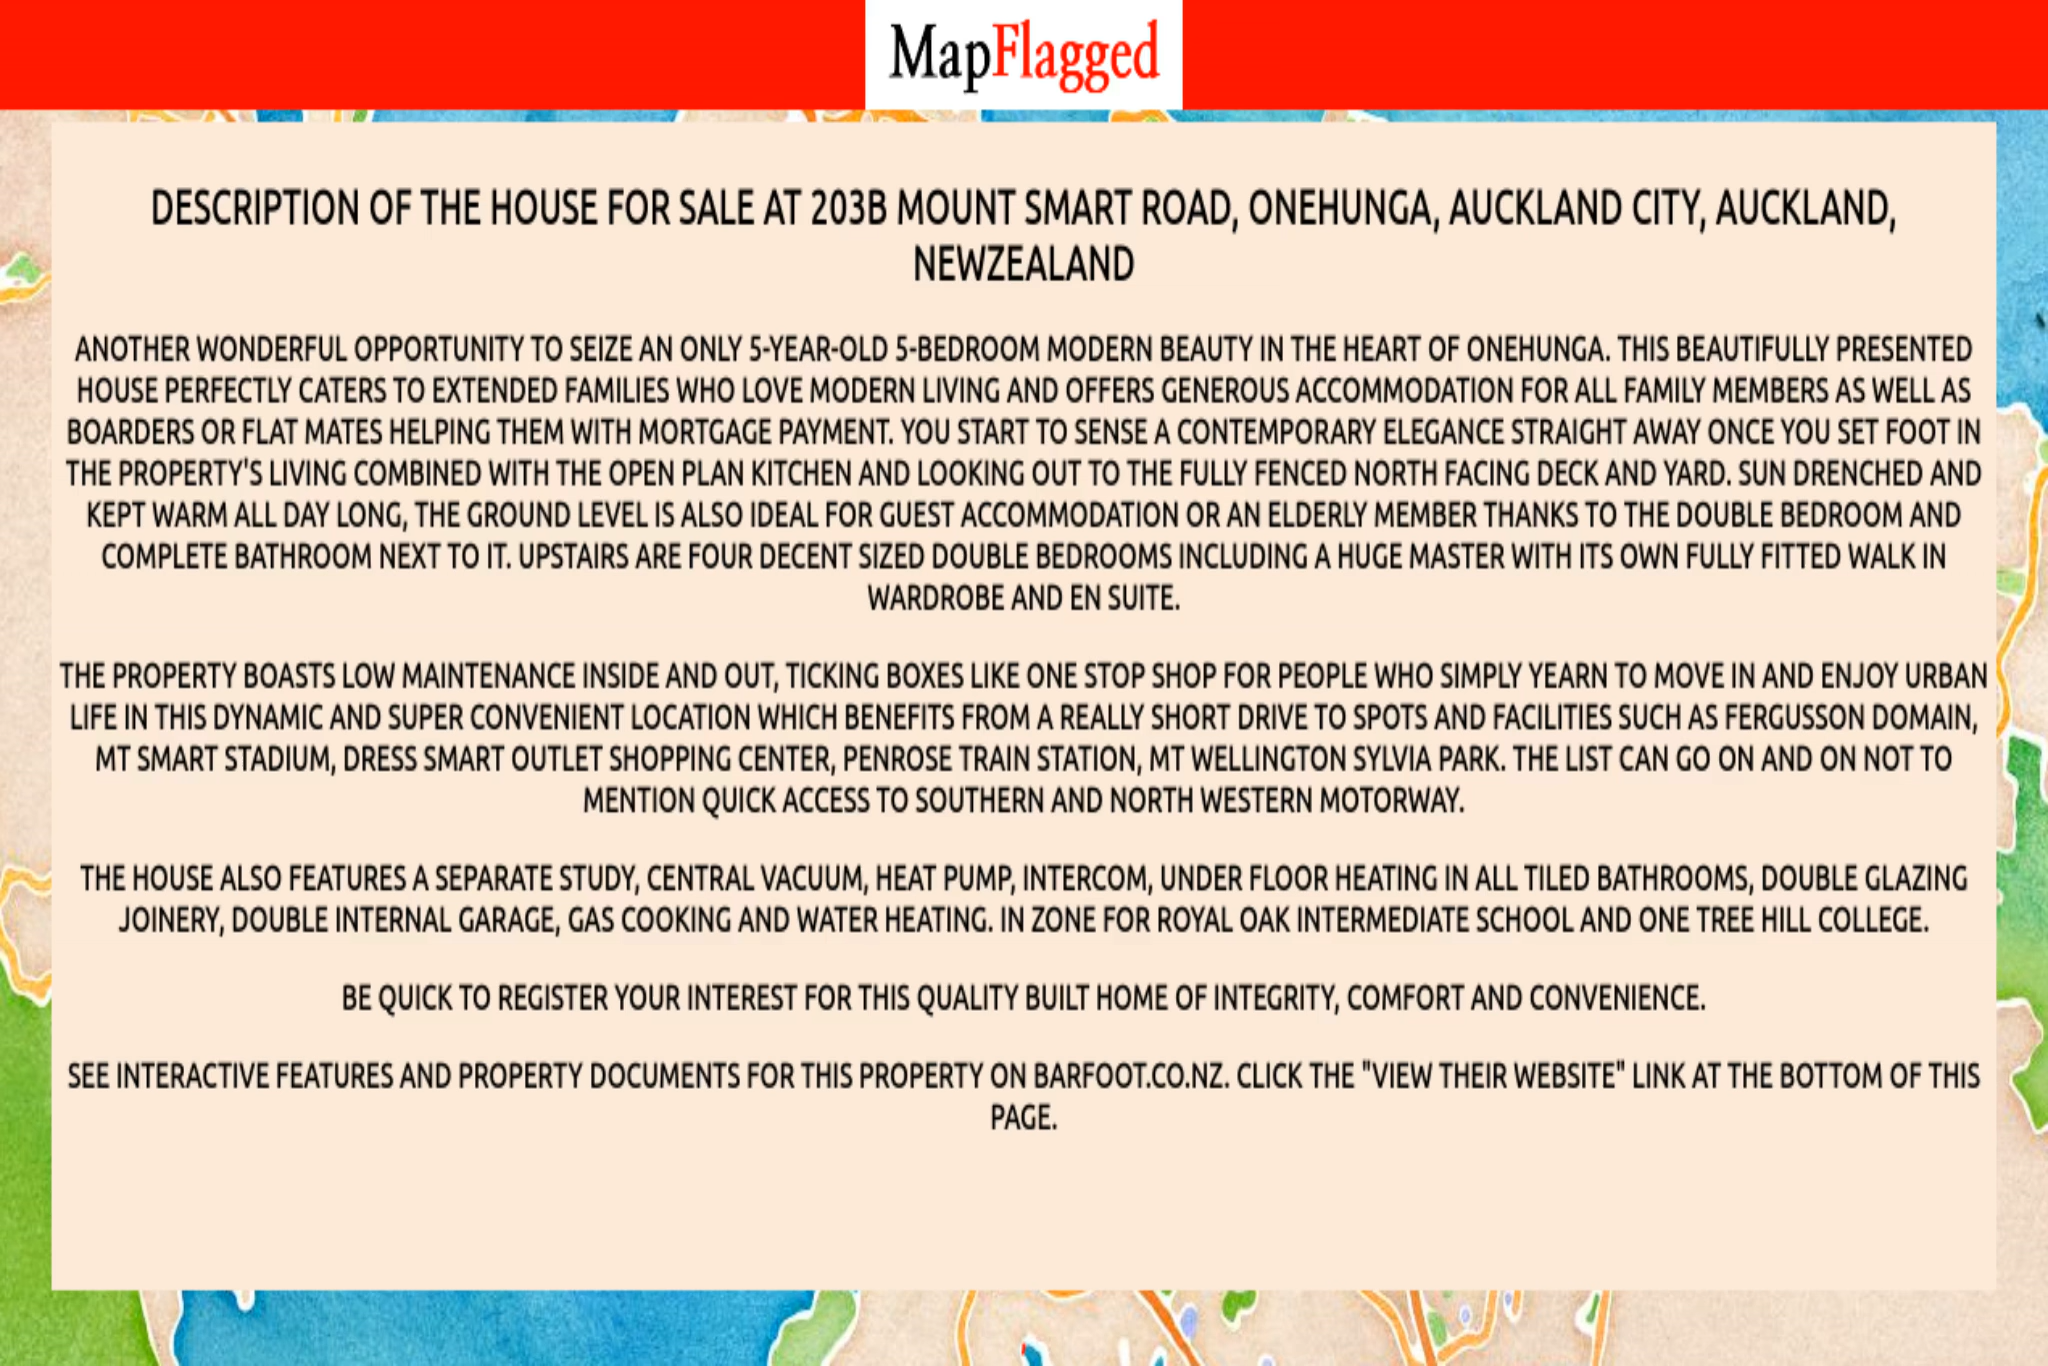 MapFlagged
DESCRIPTION OF THE HOUSE FOR SALE AT 203B MOUNT SMART ROAD, ONEHUNGA, AUCKLAND CITY, AUCKLAND,
NEWZEALAND
ANOTHER WONDERFUL OPPORTUNITY TO SEIZE AN ONLY 5-YEAR-OLD 5-BEDROOM MODERN BEAUTY IN THE HEART OF ONEHUNGA. THIS BEAUTIFULLY PRESENTED
HOUSE PERFECTLY CATERS TO EXTENDED FAMILIES WHO LOVE MODERN LIVING AND OFFERS GENEROUS ACCOMMODATION FOR ALL FAMILY MEMBERS AS WELL AS
BOARDERS OR FLAT MATES HELPING THEM WITH MORTGAGE PAYMENT. YOU START TO SENSE A CONTEMPORARY ELEGANCE STRAIGHT AWAY ONCE YOU SET FOOT IN
THE PROPERTY'S LIVING COMBINED WITH THE OPEN PLAN KITCHEN AND LOOKING OUT TO THE FULLY FENCED NORTH FACING DECK AND YARD. SUN DRENCHED AND
KEPT WARM ALL DAY LONG, THE GROUND LEVEL IS ALSO IDEAL FOR GUEST ACCOMMODATION OR AN ELDERLY MEMBER THANKS TO THE DOUBLE BEDROOM AND
COMPLETE BATHROOM NEXT TO IT. UPSTAIRS ARE FOUR DECENT SIZED DOUBLE BEDROOMS INCLUDING A HUGE MASTER WITH ITS OWN FULLY FITTED WALK IN
WARDROBE AND EN SUITE.
THE PROPERTY BOASTS LOW MAINTENANCE INSIDE AND OUT, TICKING BOXES LIKE ONE STOP SHOP FOR PEOPLE WHO SIMPLY YEARN TO MOVE IN AND ENJOY URBAN
LIFE IN THIS DYNAMIC AND SUPER CONVENIENT LOCATION WHICH BENEFITS FROM A REALLY SHORT DRIVE TO SPOTS AND FACILITIES SUCH AS FERGUSSON DOMAIN,
MT SMART STADIUM, DRESS SMART OUTLET SHOPPING CENTER, PENROSE TRAIN STATION, MT WELLINGTON SYLVIA PARK. THE LIST CAN GO ON AND ON NOT TO
MENTION QUICK ACCESS TO SOUTHERN AND NORTH WESTERN MOTORWAY.
THE HOUSE ALSO FEATURES A SEPARATE STUDY, CENTRAL VACUUM, HEAT PUMP, INTERCOM, UNDER FLOOR HEATING IN ALL TILED BATHROOMS, DOUBLE GLAZING
JOINERY, DOUBLE INTERNAL GARAGE, GAS COOKING AND WATER HEATING. IN ZONE FOR ROYAL OAK INTERMEDIATE SCHOOL AND ONE TREE HILL COLLEGE.
BE QUICK TO REGISTER YOUR INTEREST FOR THIS QUALITY BUILT HOME OF INTEGRITY, COMFORT AND CONVENIENCE.
SEE INTERACTIVE FEATURES AND PROPERTY DOCUMENTS FOR THIS PROPERTY ON BARFOOT.CO.NZ. CLICK THE "VIEW THEIR WEBSITE" LINK AT THE BOTTOM OF THIS
PAGE.